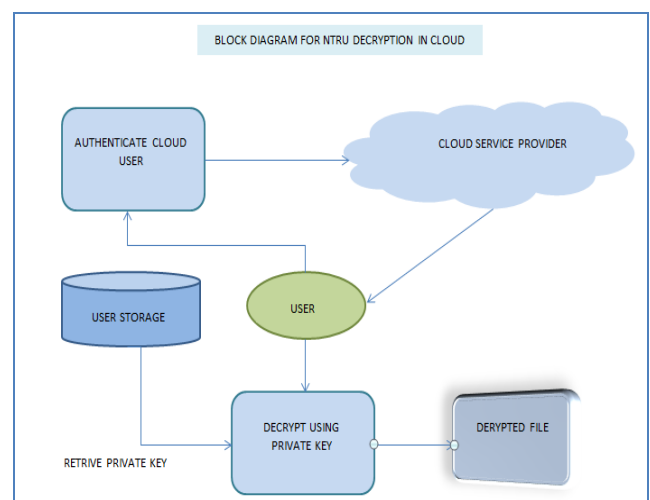 BLOCK DIAGRAM FOR NTRU DECRYPTION IN CLOUD
AUTHENTICATE CLOUD
USER
CLOUD SERVICE PROVIDER
USER STORAGE
USER
DECRYPT USING
PRIVATE KEY
DERYPTED FILE
RETRIVE PRIVATE KEY